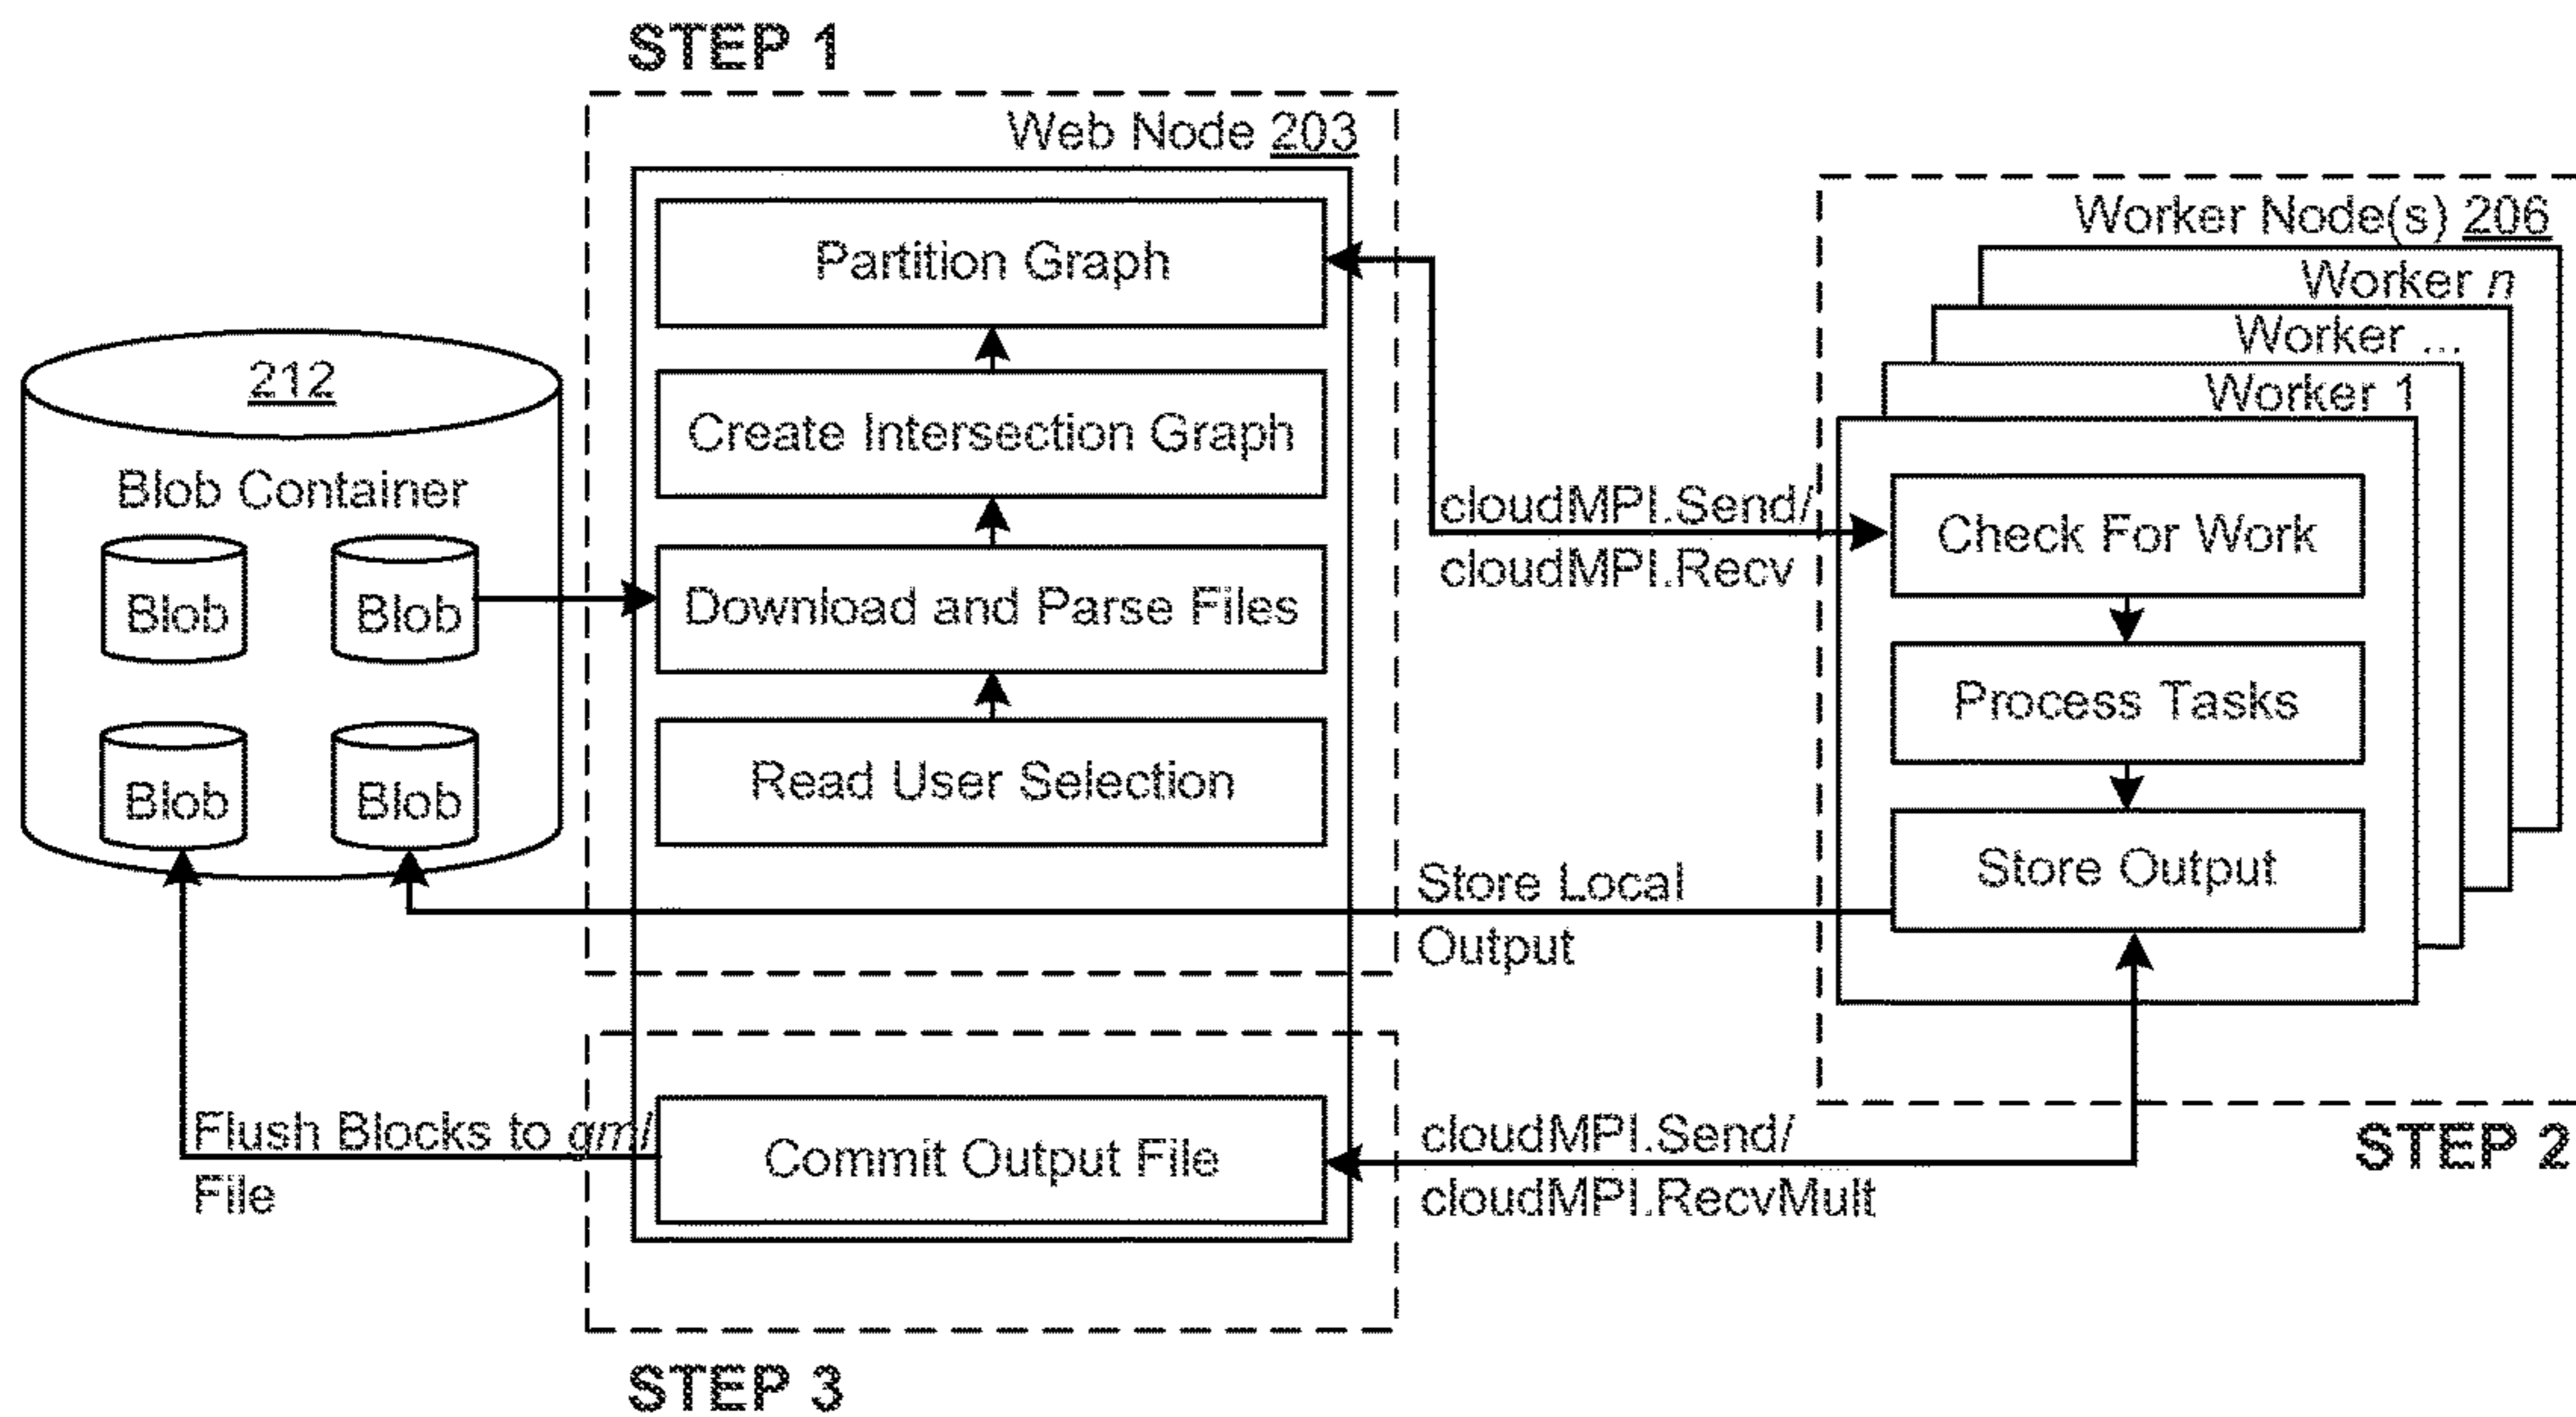 STEP 1
Web Node 203
Partition Graph
Create Intersection Graph
Download and Parse Files
Read User Selection
212
Blob Container
Blob Blob
Blob Blob
cloudMPI.Send/
cloudMPI.Recv
Worker Node(s) 206
Worker n
Worker ...
Worker 1
Check For Work
Process Tasks
Store Output
Store Local
Output
STEP 2
Flush Blocks to gml
File
Commit Output File
cloudMPI.Send/
cloudMPI.RecvMult
STEP 3